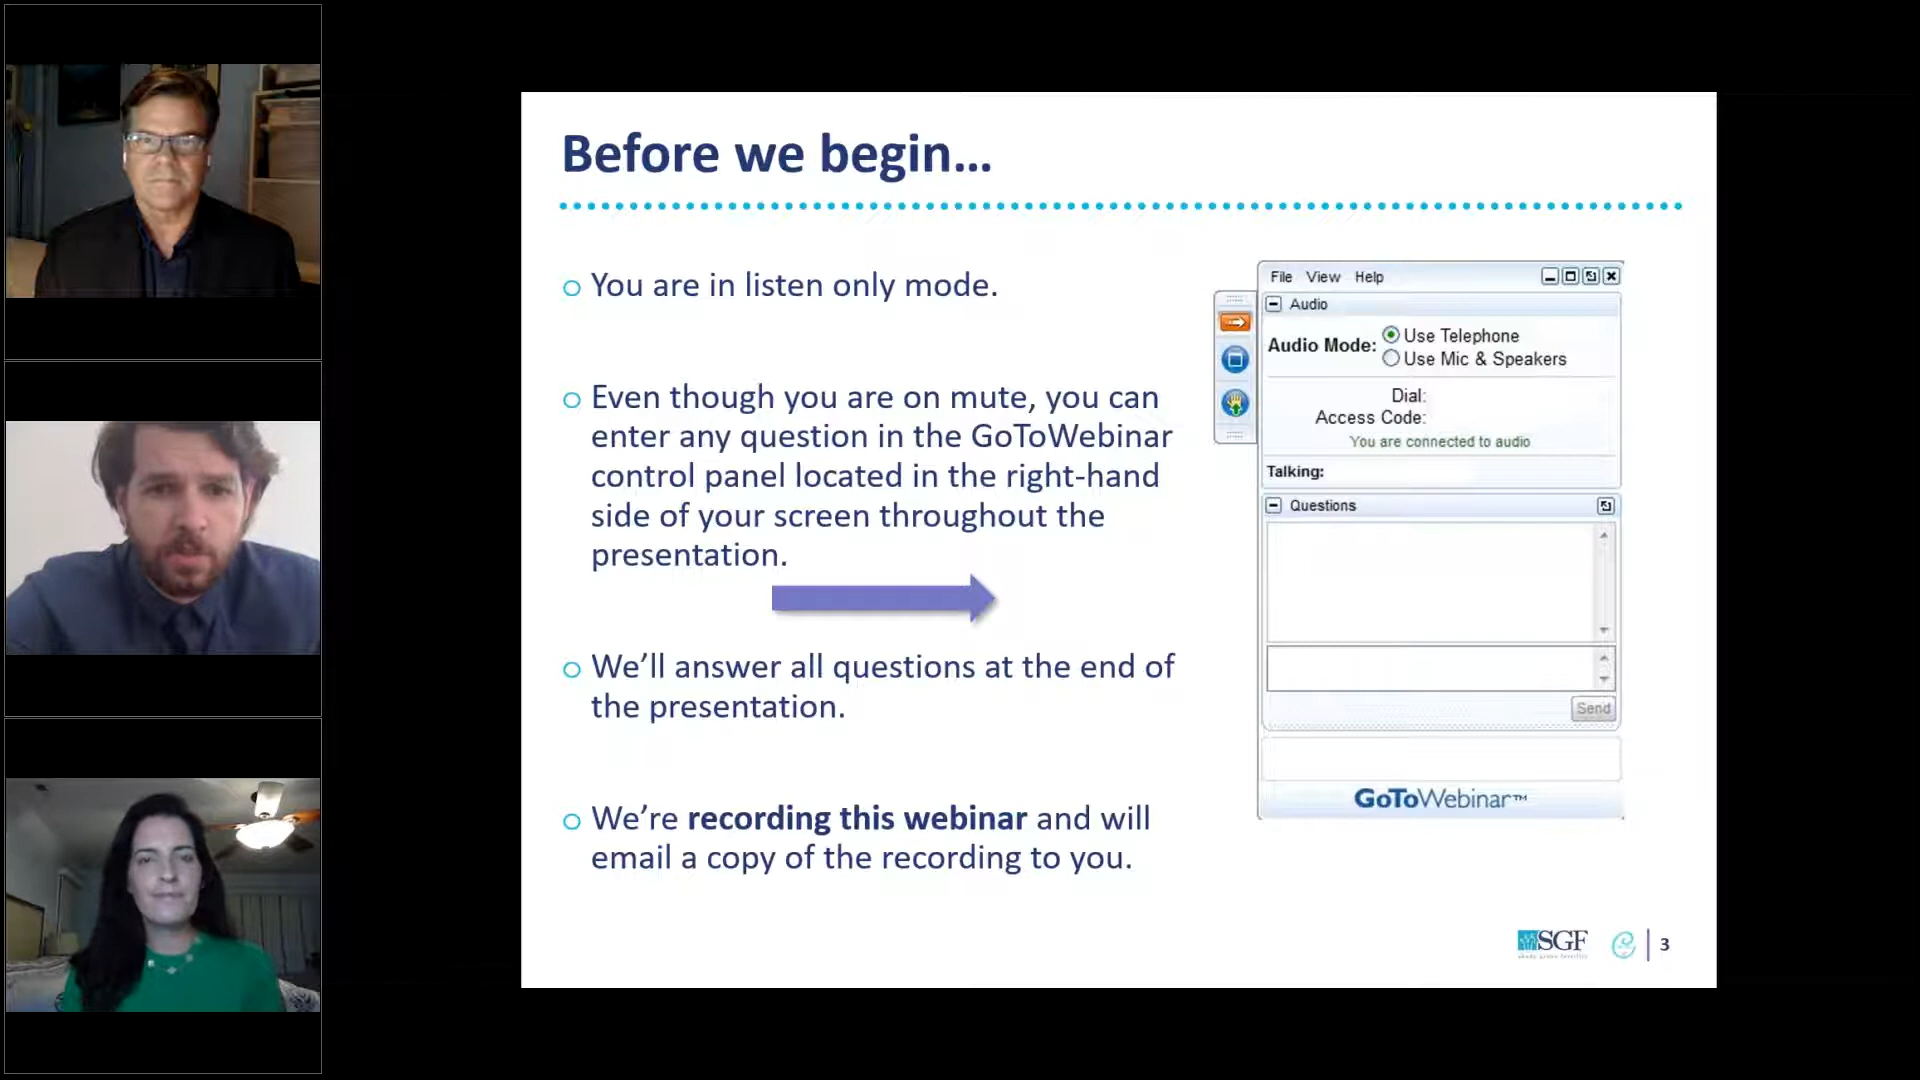 Before we begin…
o You are in listen only mode.
o Even though you are on mute, you can
enter any question in the GoToWebinar
control panel located in the right-hand
side of your screen throughout the
presentation.
o We’ll answer all questions at the end of
the presentation.
o We’re recording this webinar and will
email a copy of the recording to you.
File View Help
Audio
Audio Mode: Use Telephone
Use Mic & Speakers
Dial:
Access Code:
You are connected to audio
Talking:
Questions
Send
GoToWebinar™
SGF
3